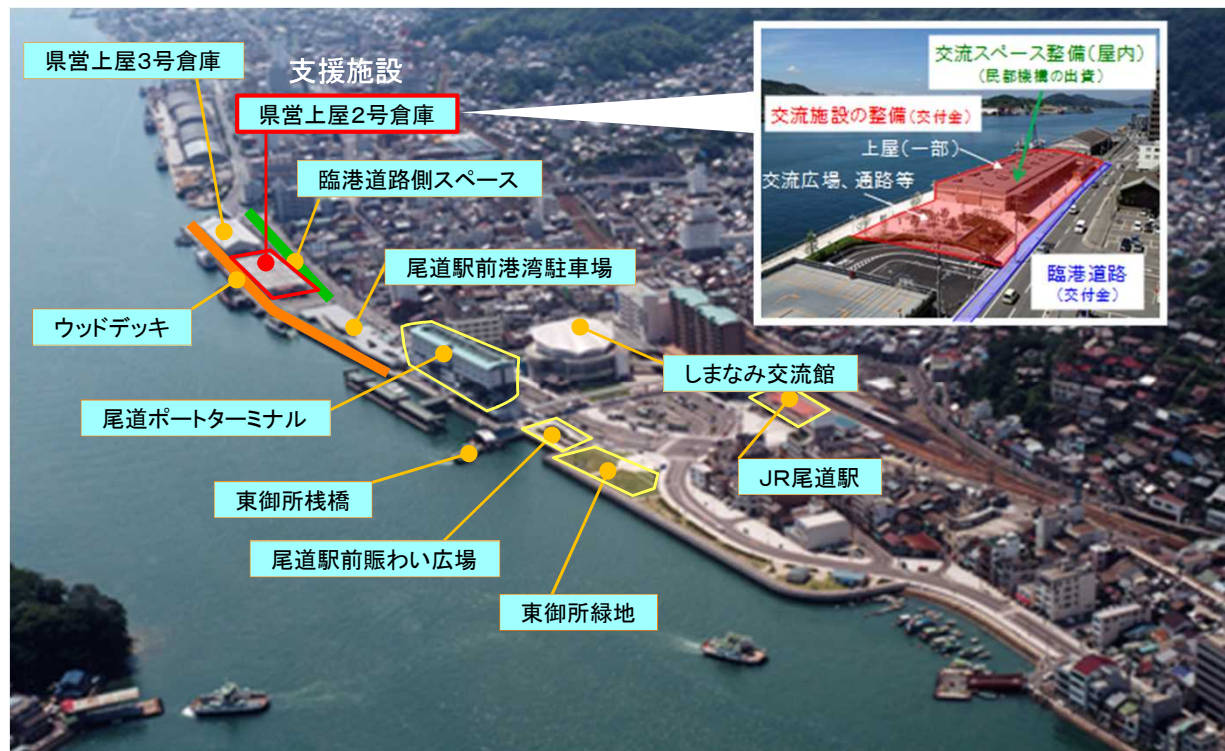 県営上屋3号倉庫
支援施設
県営上屋2号倉庫
臨港道路側スペース
尾道駅前港湾駐車場
ウッドデッキ
尾道ポートターミナル
しまなみ交流館
JR尾道駅
東御所桟橋
尾道駅前賑わい広場
東御所緑地
交流スペース整備(屋内)
(民都機構の出資)
交流施設の整備(交付金)
上屋(一部)
交流広場、通路等
臨港道路
(交付金)